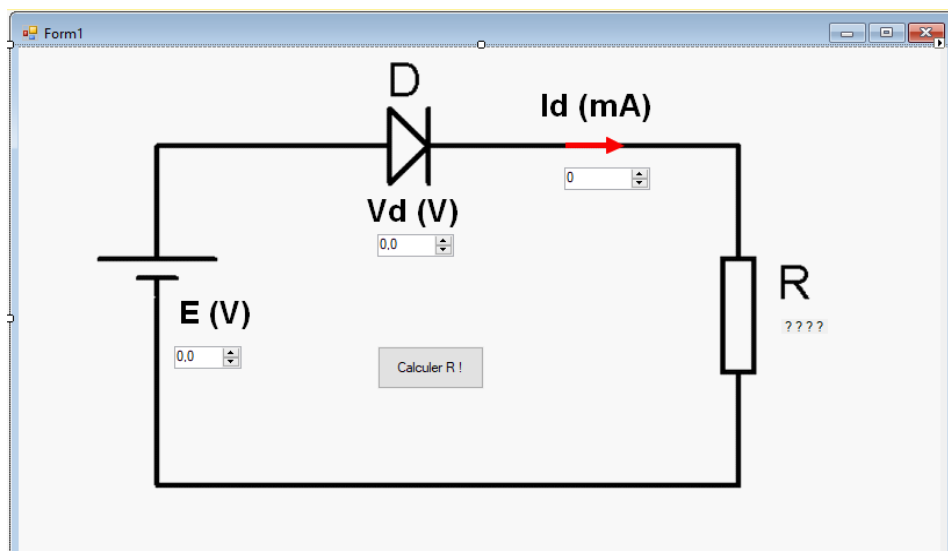 Form1
D
Id (mA)
0
Vd (V)
0,0
R
E (V)
????
0,0
Calculer R !